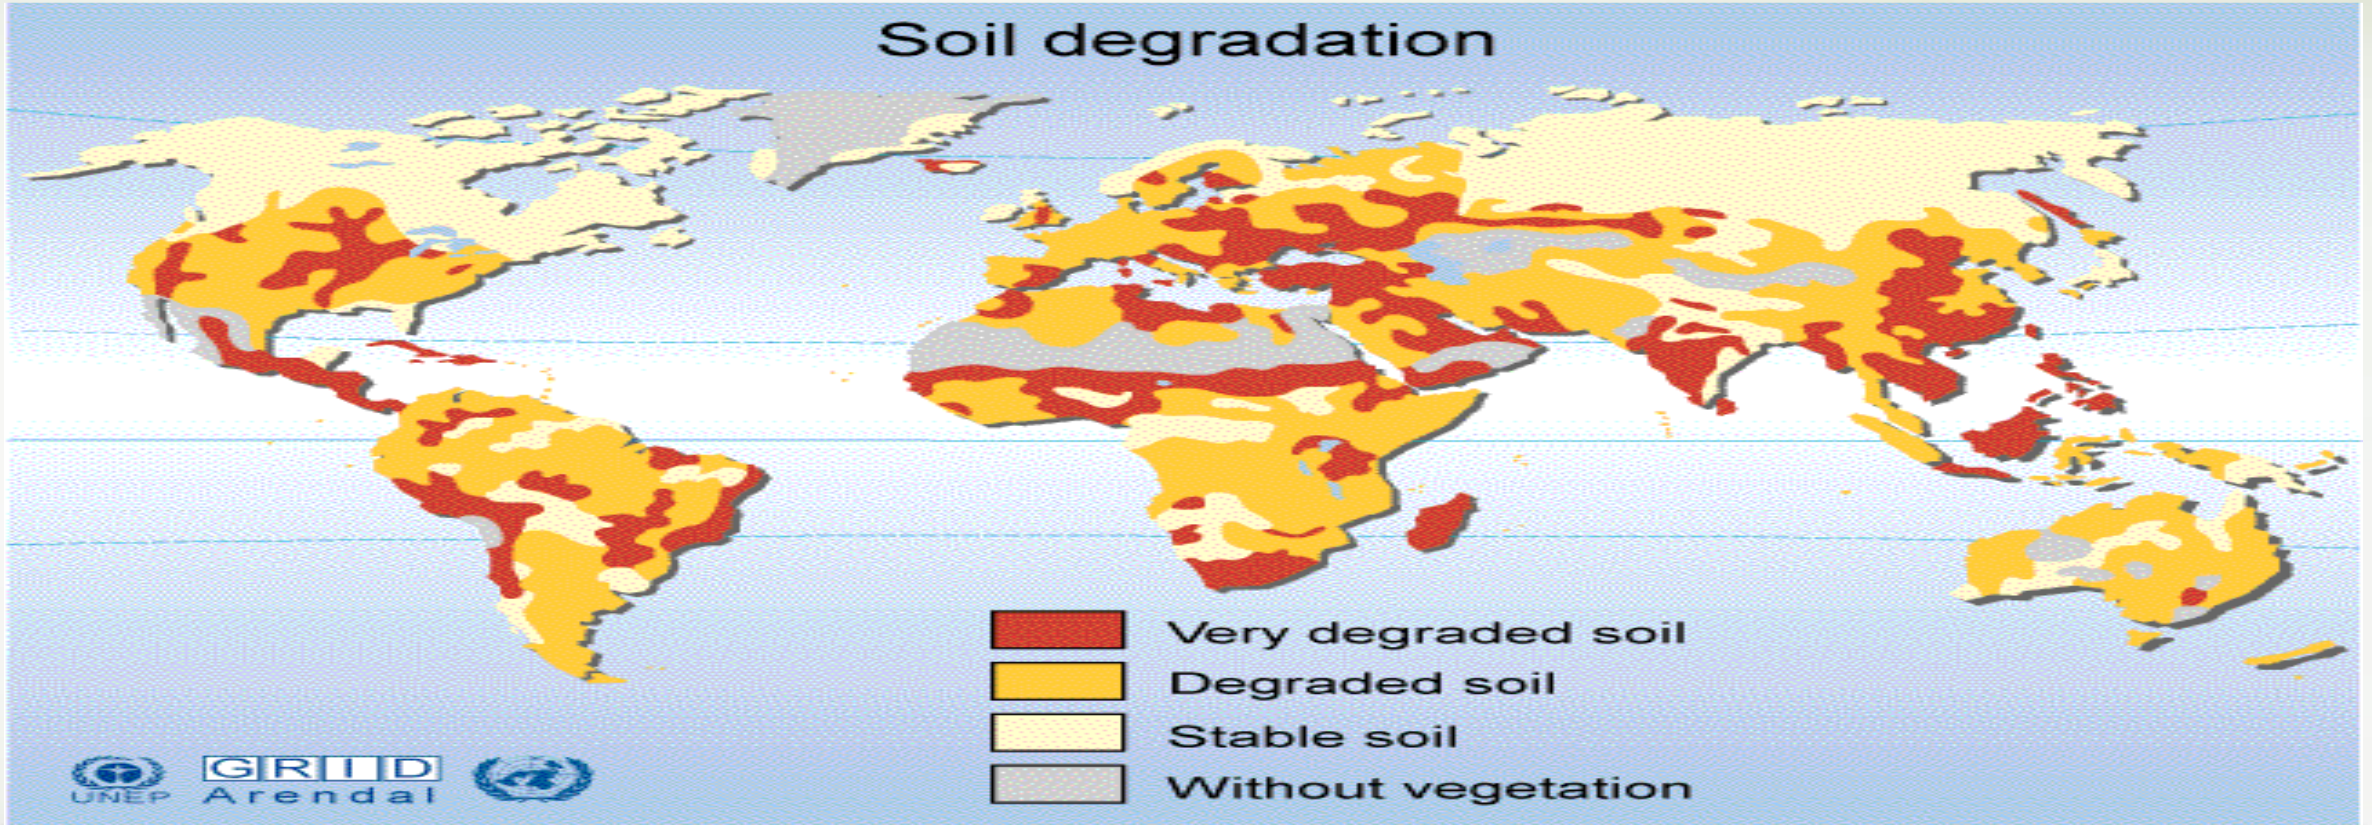 Soil degradation
Very degraded soil
Degraded soil
Stable soil
Without vegetation
UNEP
GRID
Arendal